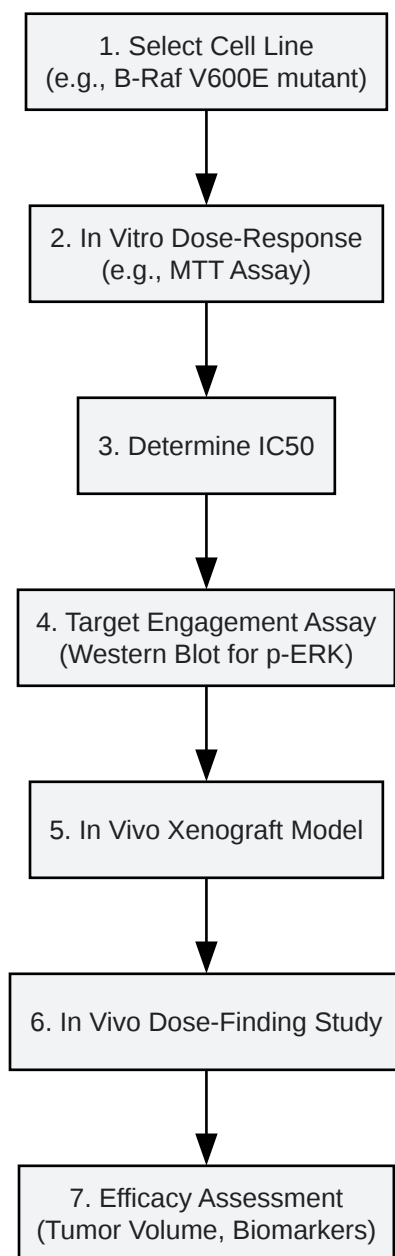 1. Select Cell Line
(e.g., B-Raf V600E mutant)
2. In Vitro Dose-Response
(e.g., MTT Assay)
3. Determine IC50
4. Target Engagement Assay
(Western Blot for p-ERK)
5. In Vivo Xenograft Model
6. In Vivo Dose-Finding Study
7. Efficacy Assessment
(Tumor Volume, Biomarkers)